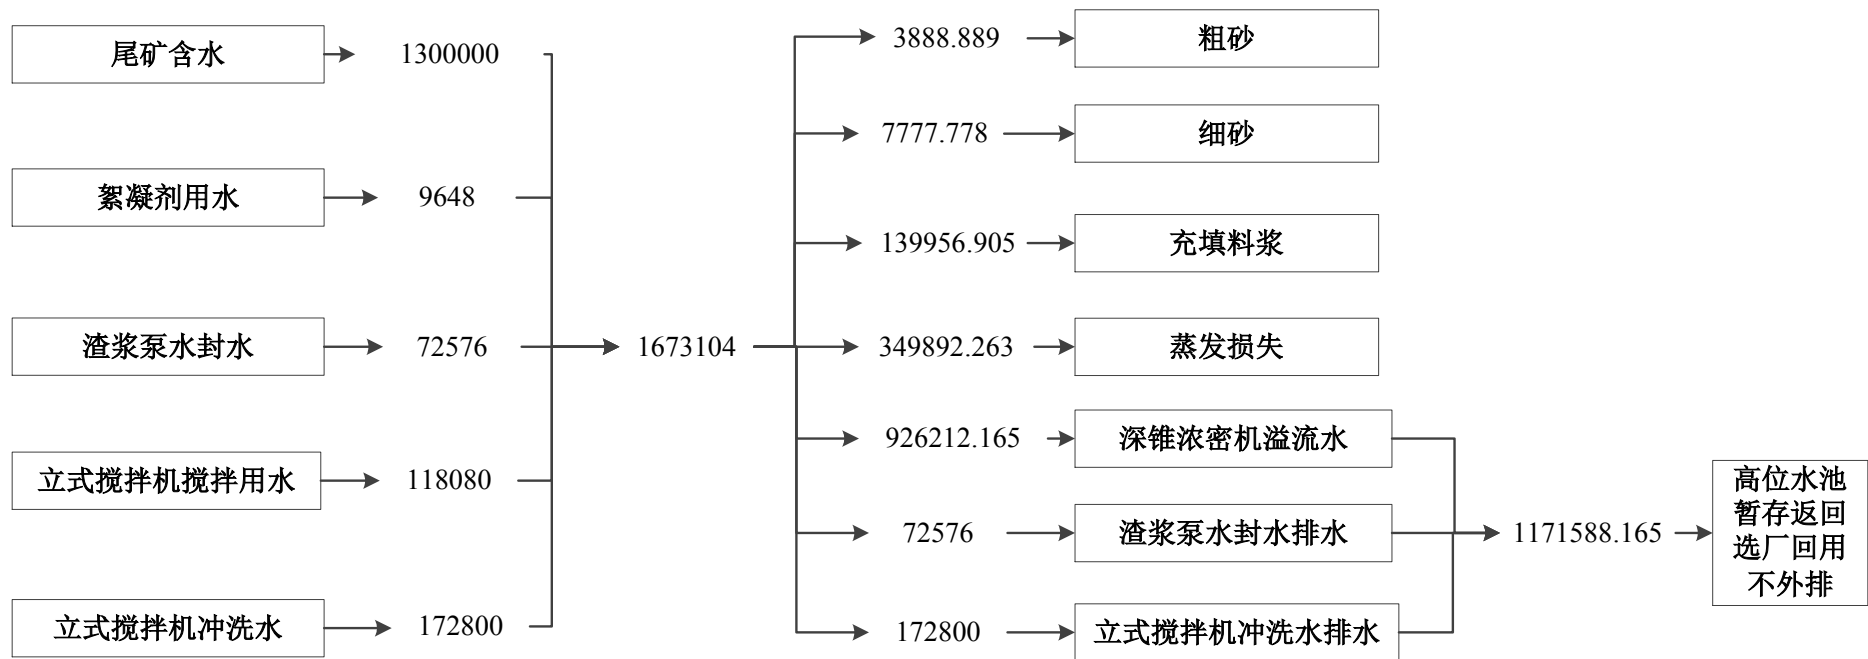 尾矿含水
1300000
絮凝剂用水
9648
渣浆泵水封水
72576
立式搅拌机搅拌用水
118080
立式搅拌机冲洗水
172800
1673104
3888.889
粗砂
7777.778
细砂
139956.905
充填料浆
349892.263
蒸发损失
926212.165
深锥浓密机溢流水
72576
渣浆泵水封水排水
172800
立式搅拌机冲洗水排水
1171588.165
高位水池
暂存返回
选厂回用
不外排